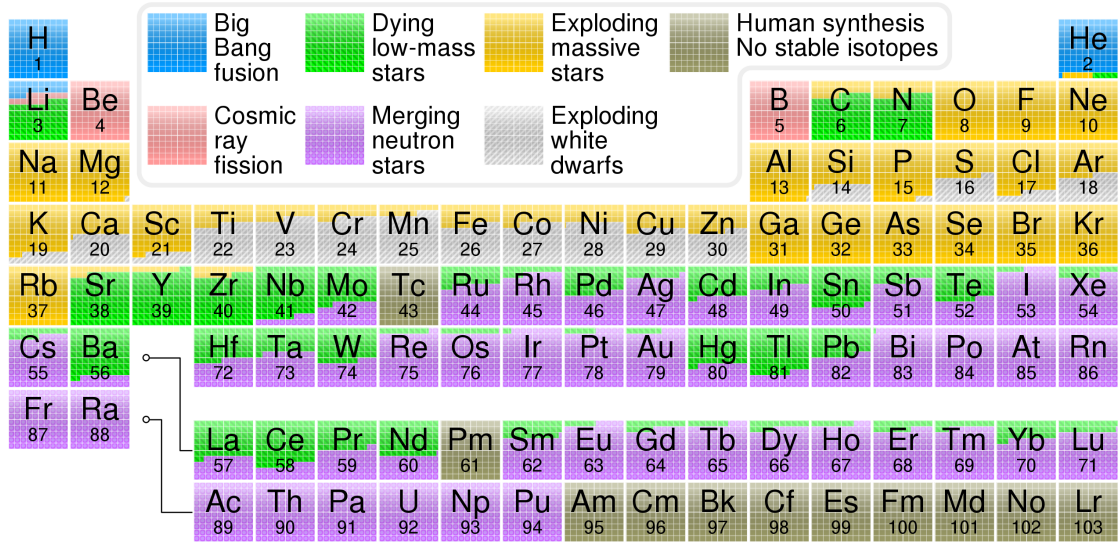 Big
Bang
fusion
Dying
low-mass
stars
Exploding
massive
stars
Human synthesis
No stable isotopes
Cosmic
ray
fission
Merging
neutron
stars
Exploding
white
dwarfs
H He
1 2
Li Be B C N O F Ne
3 4 5 6 7 8 9 10
Na Mg Al Si P S Cl Ar
11 12 13 14 15 16 17 18
K Ca Sc Ti V Cr Mn Fe Co Ni Cu Zn Ga Ge As Se Br Kr
19 20 21 22 23 24 25 26 27 28 29 30 31 32 33 34 35 36
Rb Sr Y Zr Nb Mo Tc Ru Rh Pd Ag Cd In Sn Sb Te I Xe
37 38 39 40 41 42 43 44 45 46 47 48 49 50 51 52 53 54
Cs Ba Hf Ta W Re Os Ir Pt Au Hg Tl Pb Bi Po At Rn
55 56 72 73 74 75 76 77 78 79 80 81 82 83 84 85 86
Fr Ra
87 88
La Ce Pr Nd Pm Sm Eu Gd Tb Dy Ho Er Tm Yb Lu
57 58 59 60 61 62 63 64 65 66 67 68 69 70 71
Ac Th Pa U Np Pu Am Cm Bk Cf Es Fm Md No Lr
89 90 91 92 93 94 95 96 97 98 99 100 101 102 103